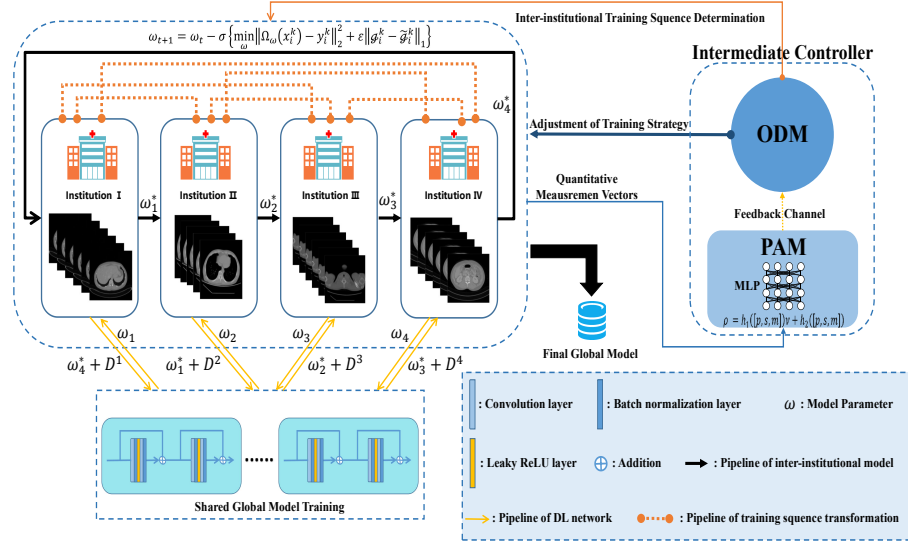 Inter-institutional Training Squence Determination
ω_{t+1} = ω_t − σ{min_ω ‖Ω_ω(x_i^k) − y_i^k‖_2^2 + ε‖g_i^k − g̃_i^k‖_1}
Intermediate Controller
ω_4^*
Adjustment of Training Strategy
ODM
Institution I
Institution II
Institution III
Institution IV
ω_1^*
ω_2^*
ω_3^*
Quantitative
Measuremen Vectors
Feedback Channel
PAM
MLP
ρ = h_1([p,s,m])v + h_2([p,s,m])
ω_1
ω_2
ω_3
ω_4
ω_4^* + D^1
ω_1^* + D^2
ω_2^* + D^3
ω_3^* + D^4
Final Global Model
Shared Global Model Training
: Convolution layer
: Batch normalization layer
ω : Model Parameter
: Leaky ReLU layer
: Addition
: Pipeline of inter-institutional model
: Pipeline of DL network
: Pipeline of training squence transformation